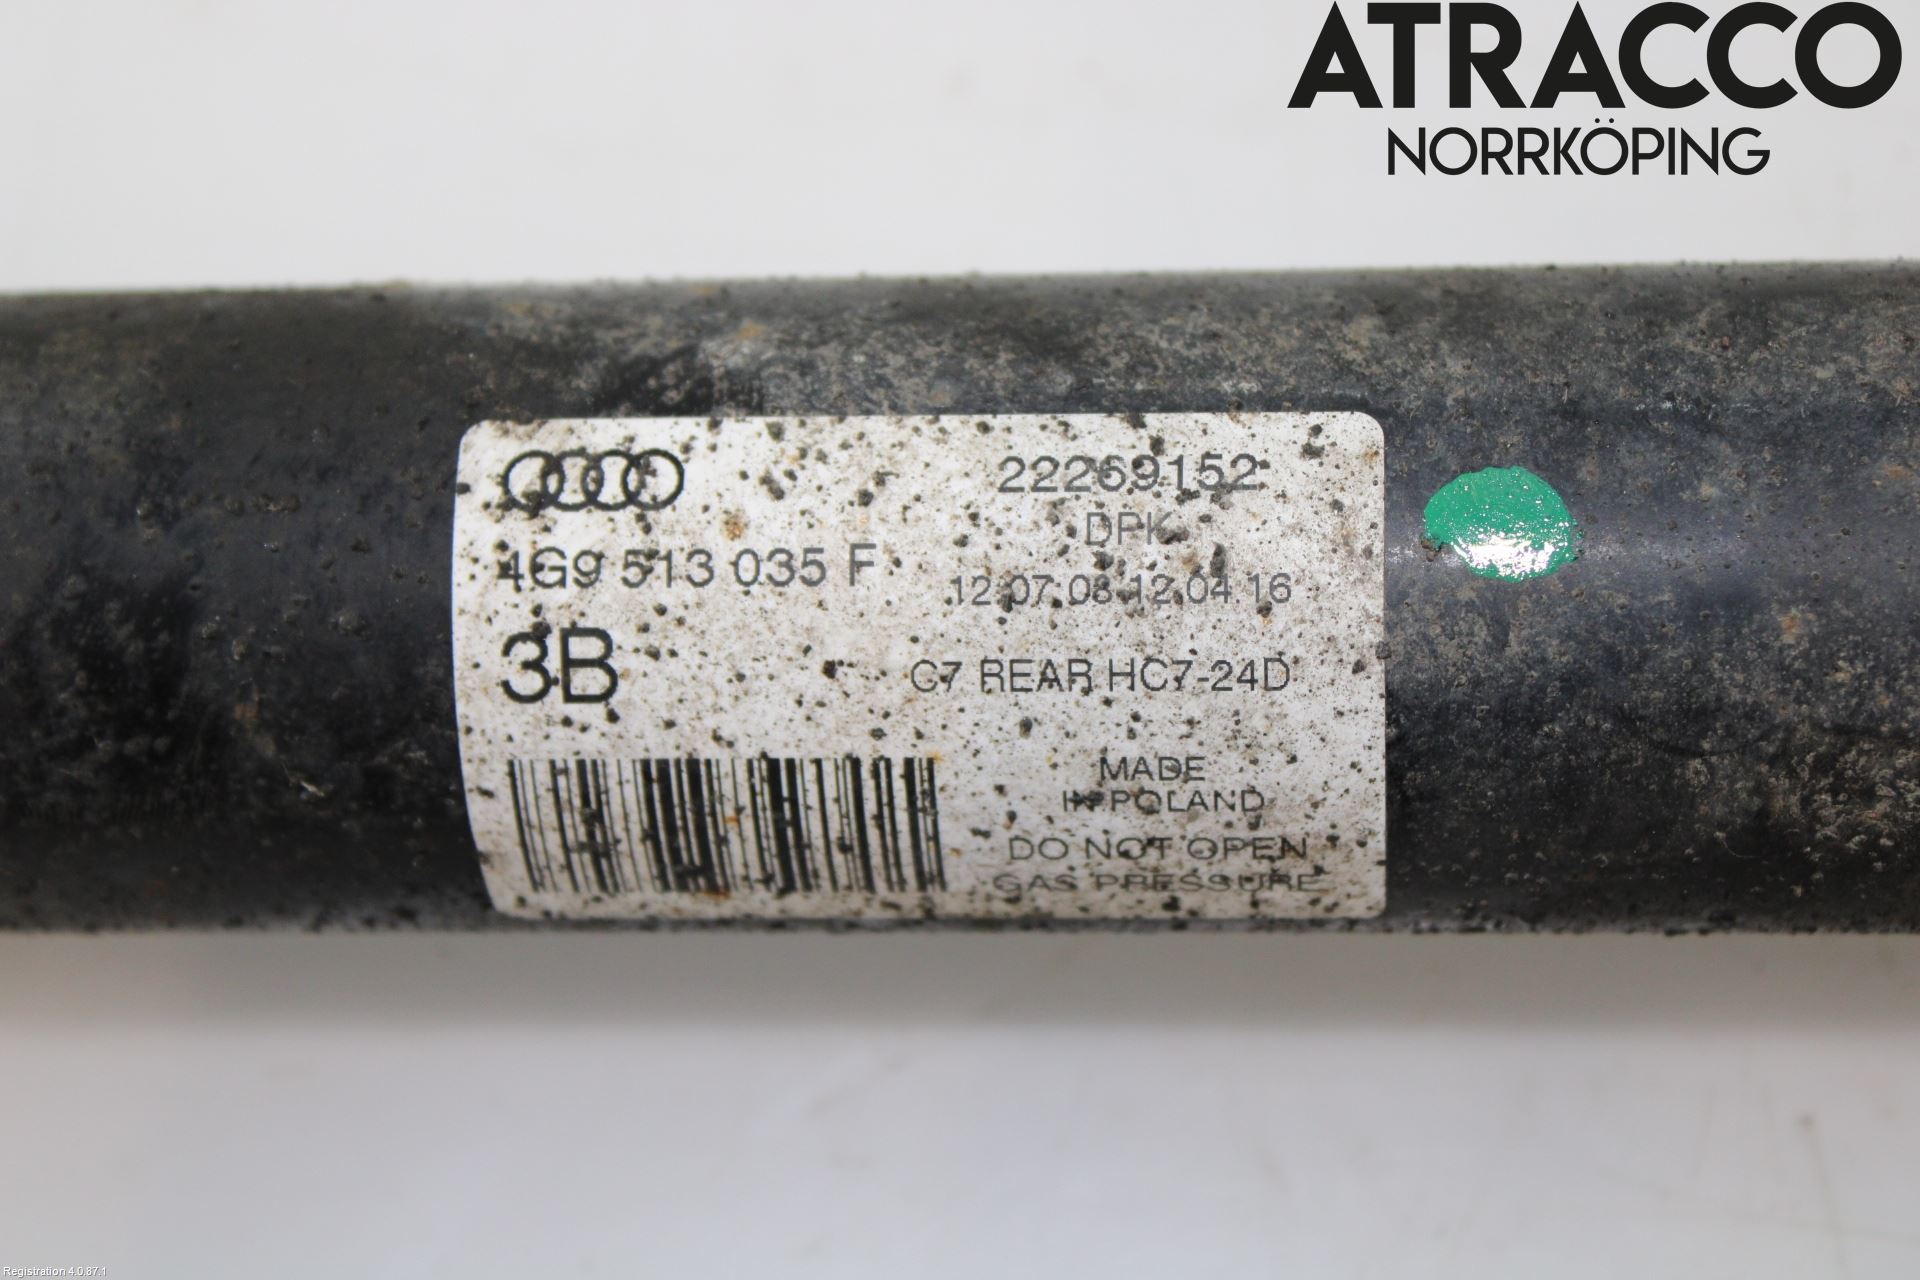 ATRACCO
NORRKÖPING
4G9 513 035 F
3B
22269152
DPK
12.07.08 12.04.16
C7 REAR HC7-24D
MADE
IN POLAND
DO NOT OPEN
GAS PRESSURE
Registration 4.0.87.1